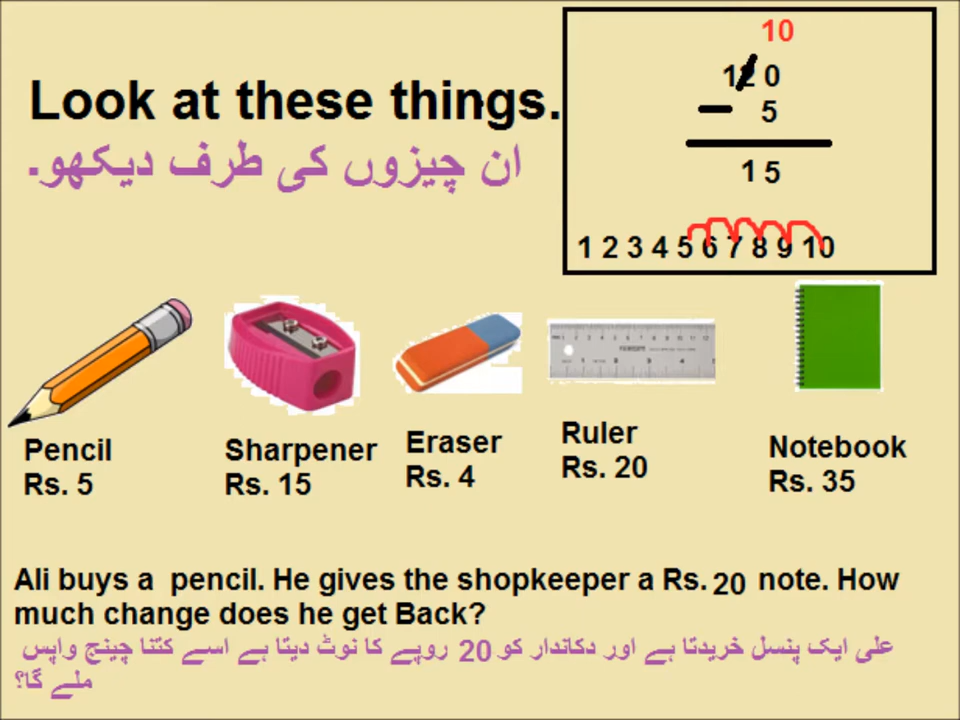 Look at these things.
ان چیزوں کی طرف دیکھو۔
10
1 2 0
— 5
1 5
1 2 3 4 5 6 7 8 9 10
Pencil
Rs. 5
Sharpener
Rs. 15
Eraser
Rs. 4
Ruler
Rs. 20
Notebook
Rs. 35
Ali buys a pencil. He gives the shopkeeper a Rs. 20 note. How
much change does he get Back?
علی ایک پنسل خریدتا ہے اور دکاندار کو 20 روپے کا نوٹ دیتا ہے اسے کتنا چینج واپس
ملے گا؟